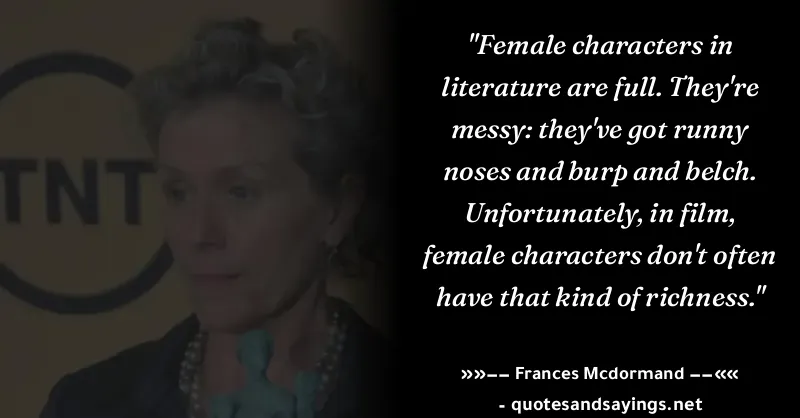 TNT
"Female characters in
literature are full. They're
messy: they've got runny
noses and burp and belch.
Unfortunately, in film,
female characters don't often
have that kind of richness."
»»−− Frances Mcdormand −−««
- quotesandsayings.net